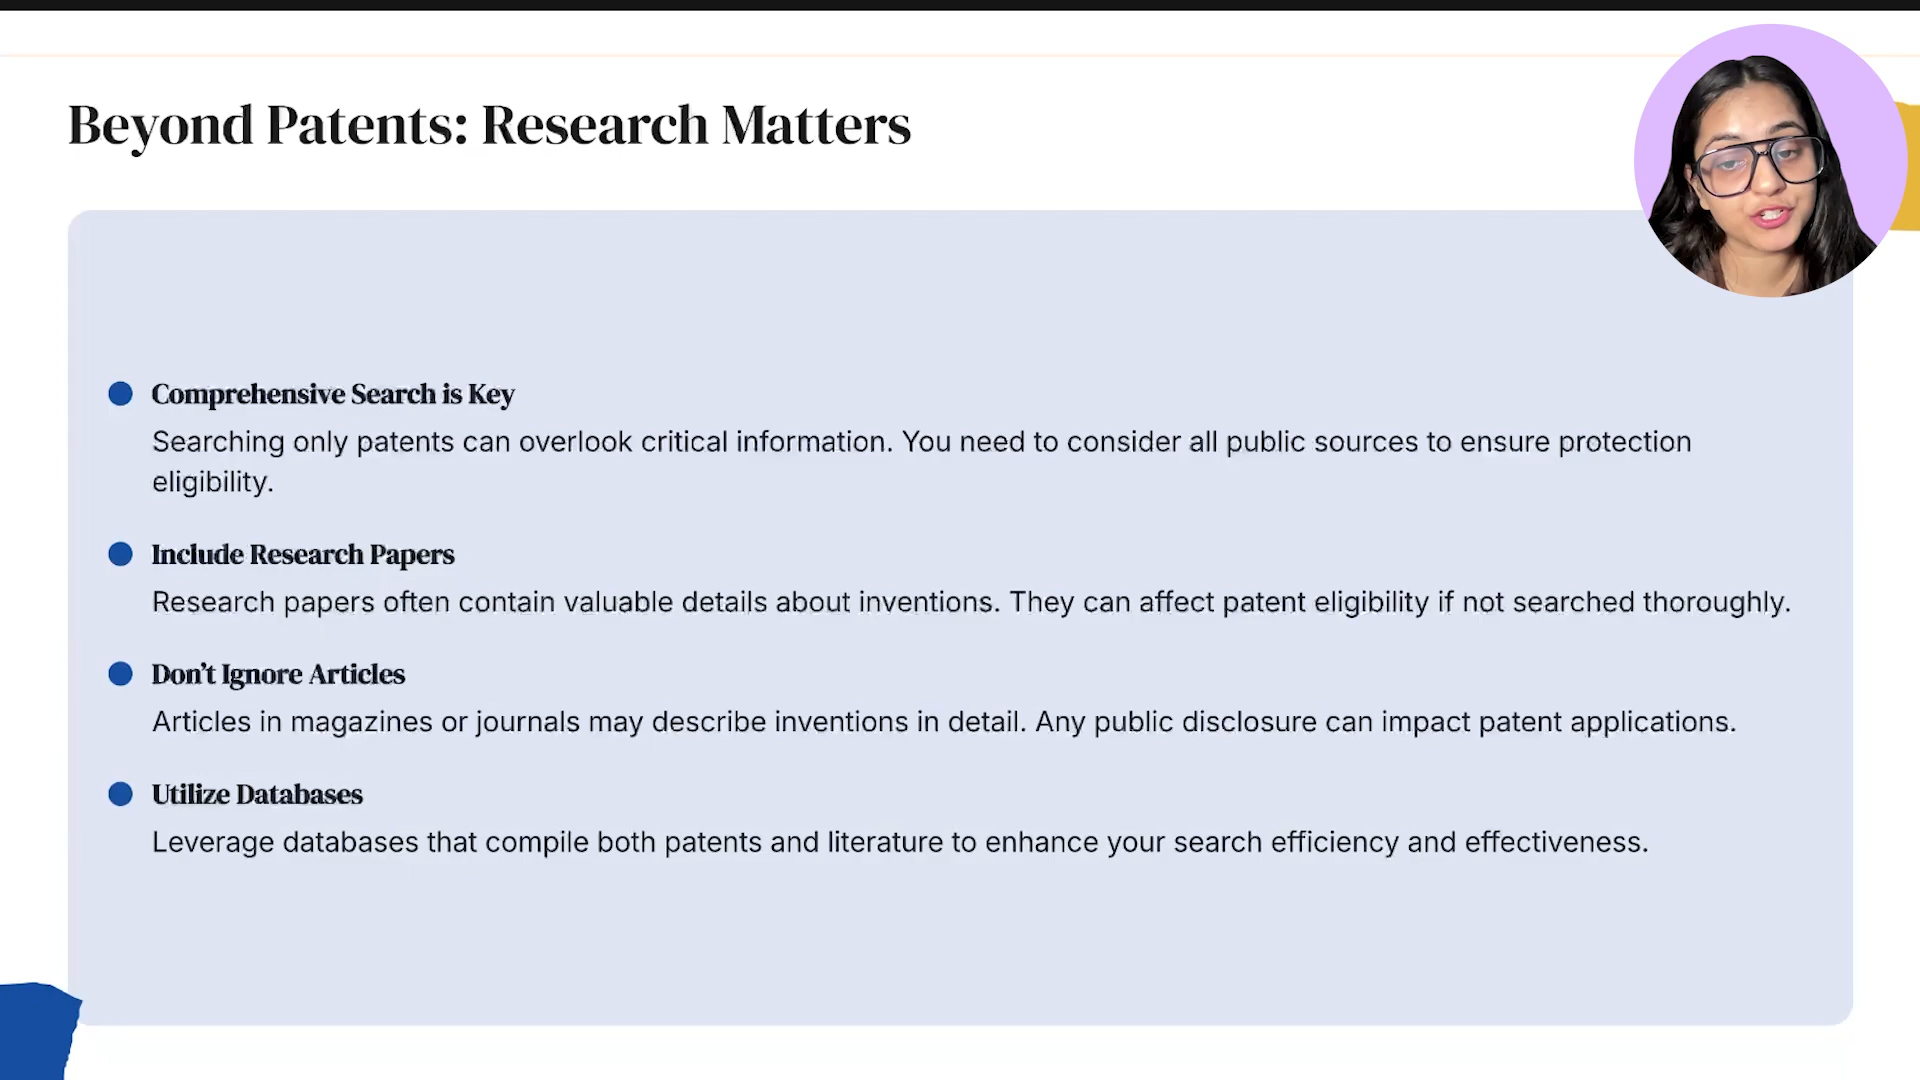 Beyond Patents: Research Matters
Comprehensive Search is Key
Searching only patents can overlook critical information. You need to consider all public sources to ensure protection
eligibility.
Include Research Papers
Research papers often contain valuable details about inventions. They can affect patent eligibility if not searched thoroughly.
Don’t Ignore Articles
Articles in magazines or journals may describe inventions in detail. Any public disclosure can impact patent applications.
Utilize Databases
Leverage databases that compile both patents and literature to enhance your search efficiency and effectiveness.